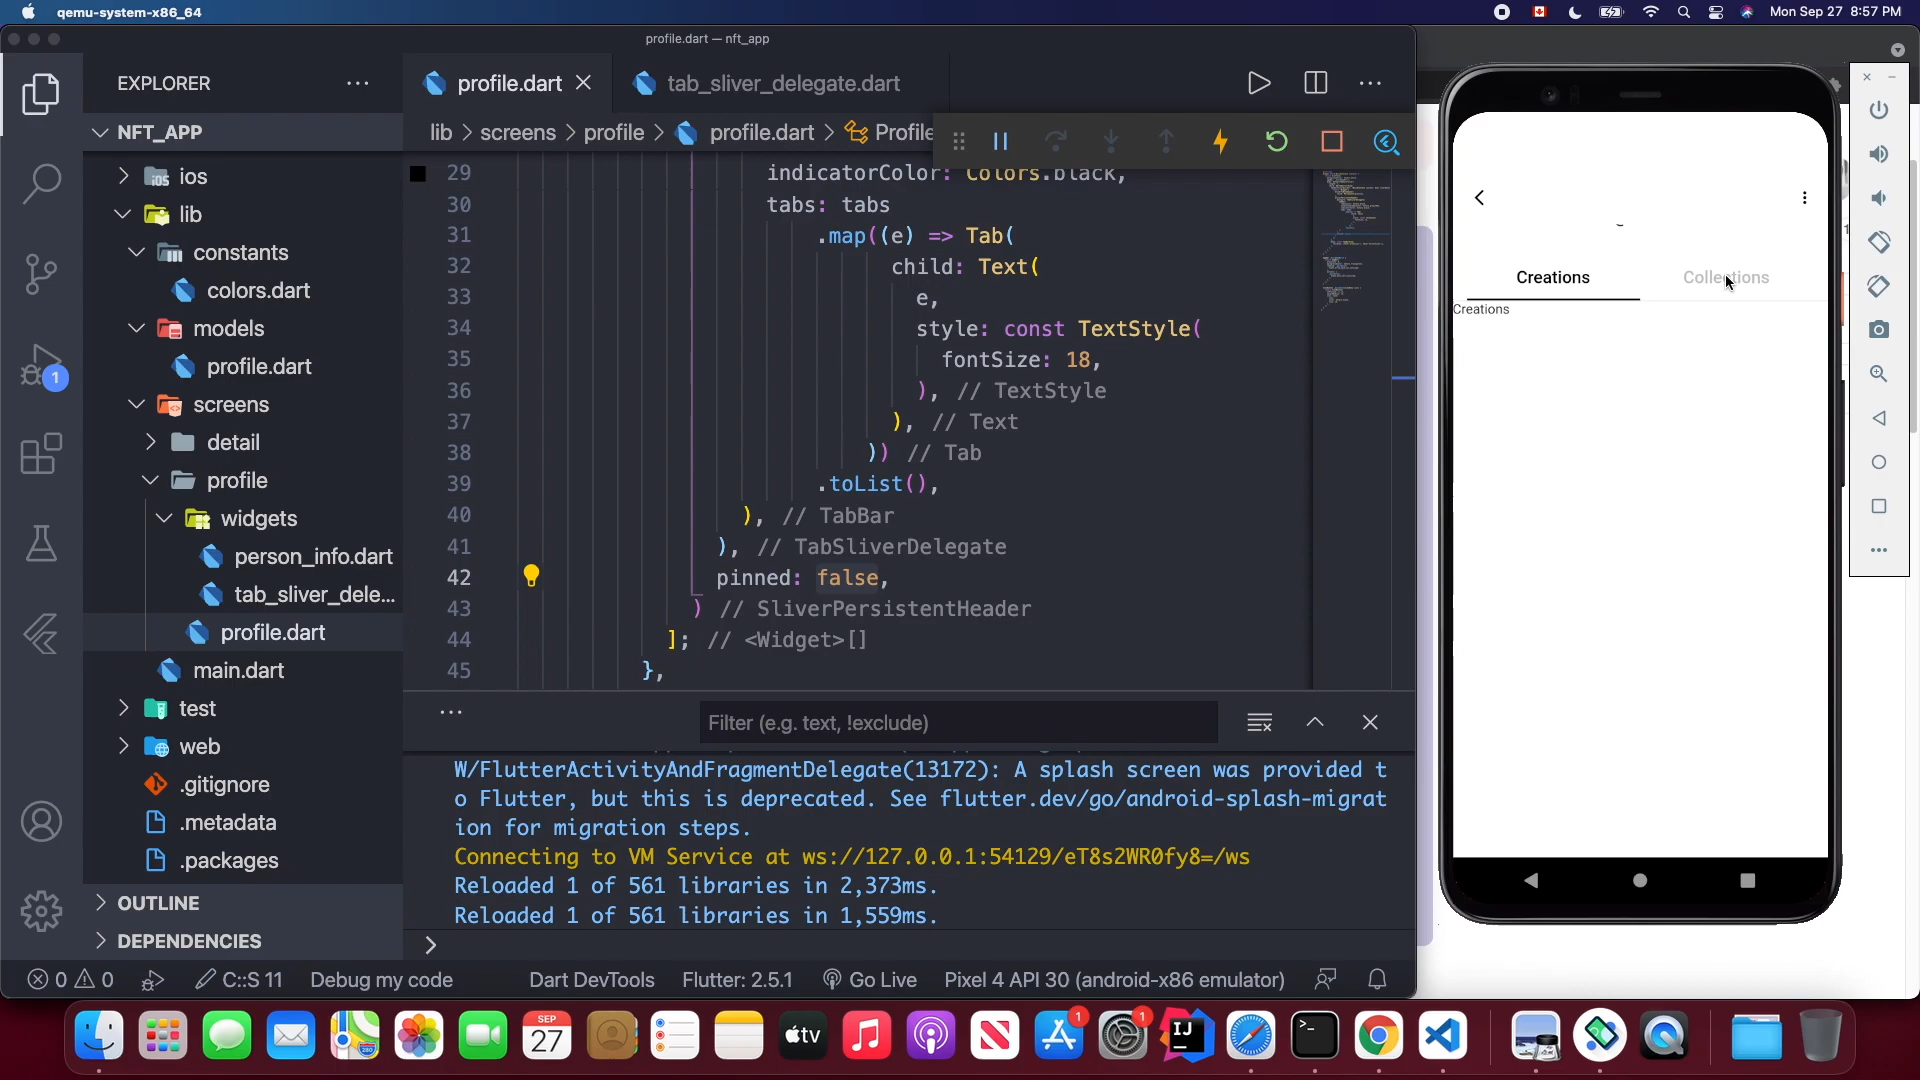 qemu-system-x86_64
Mon Sep 27 8:57 PM
profile.dart — nft_app
EXPLORER
profile.dart
tab_sliver_delegate.dart
NFT_APP
lib > screens > profile > profile.dart > Profile
ios
lib
constants
colors.dart
models
profile.dart
screens
detail
profile
widgets
person_info.dart
tab_sliver_dele...
profile.dart
main.dart
test
web
.gitignore
.metadata
.packages
OUTLINE
DEPENDENCIES
29 indicatorColor: Colors.black,
30 tabs: tabs
31 .map((e) => Tab(
32 child: Text(
33 e,
34 style: const TextStyle(
35 fontSize: 18,
36 ), // TextStyle
37 ), // Text
38 )) // Tab
39 .toList(),
40 ), // TabBar
41 ), // TabSliverDelegate
42 pinned: false,
43 ) // SliverPersistentHeader
44 ]; // <Widget>[]
45 },
Filter (e.g. text, !exclude)
W/FlutterActivityAndFragmentDelegate(13172): A splash screen was provided t
o Flutter, but this is deprecated. See flutter.dev/go/android-splash-migrat
ion for migration steps.
Connecting to VM Service at ws://127.0.0.1:54129/eT8s2WR0fy8=/ws
Reloaded 1 of 561 libraries in 2,373ms.
Reloaded 1 of 561 libraries in 1,559ms.
>
0 0 C::S 11 Debug my code Dart DevTools Flutter: 2.5.1 Go Live Pixel 4 API 30 (android-x86 emulator)
Creations Collections
Creations
1
SEP
27
tv
1
1
IJ